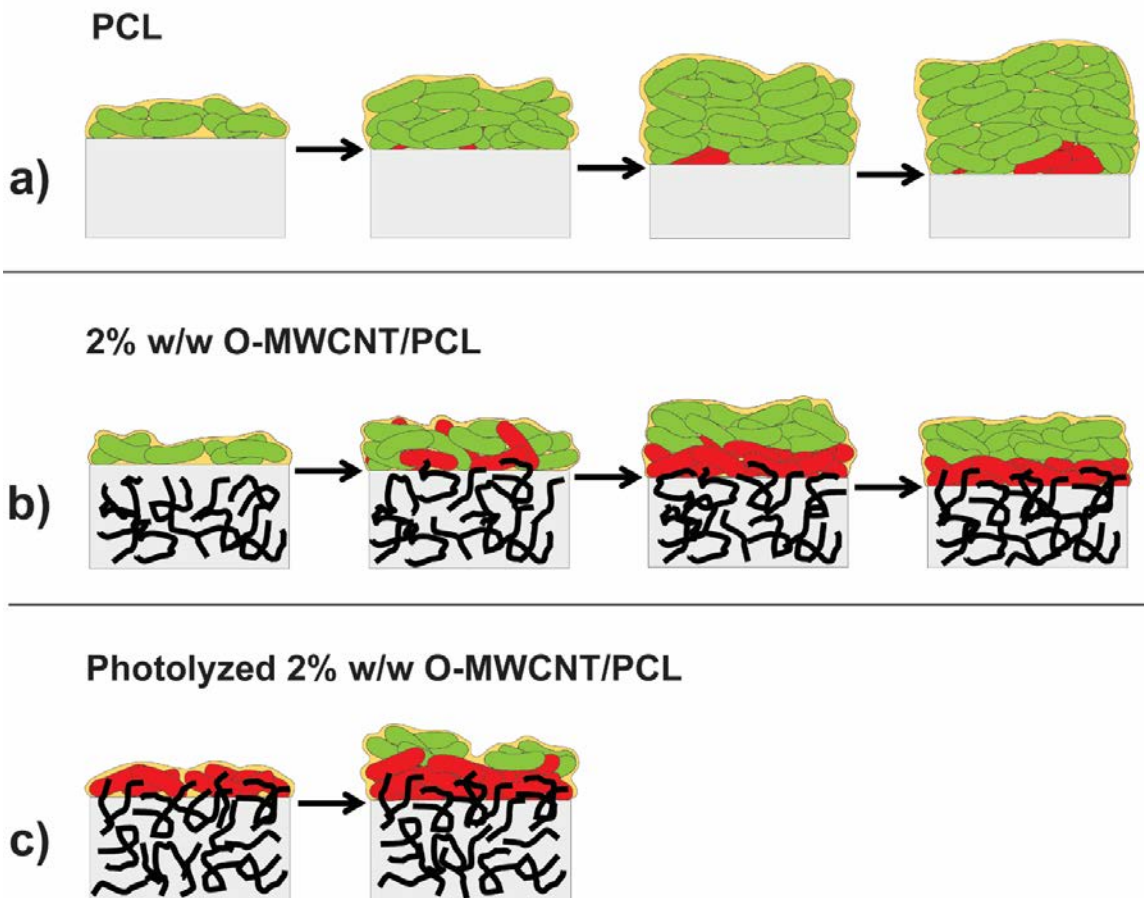 PCL
a)
2% w/w O-MWCNT/PCL
b)
Photolyzed 2% w/w O-MWCNT/PCL
c)